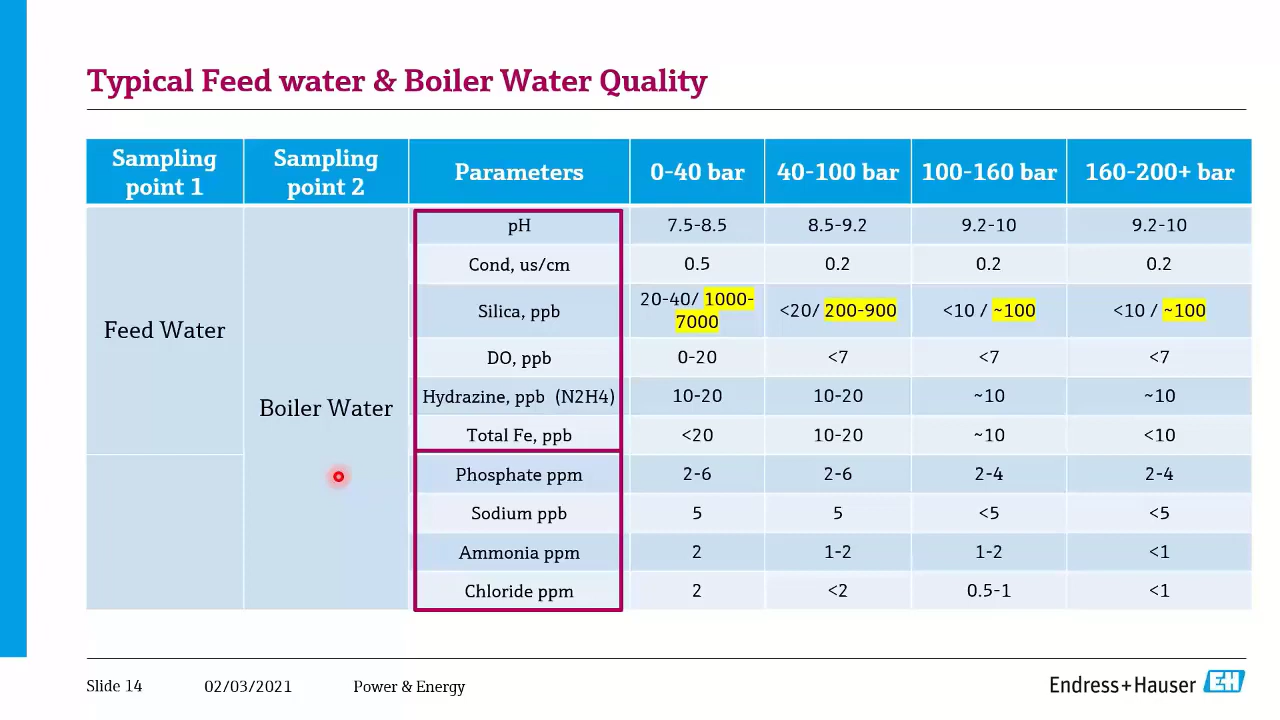 Typical Feed water & Boiler Water Quality
Sampling point 1 Sampling point 2 Parameters 0-40 bar 40-100 bar 100-160 bar 160-200+ bar
Feed Water
Boiler Water
pH 7.5-8.5 8.5-9.2 9.2-10 9.2-10
Cond, us/cm 0.5 0.2 0.2 0.2
Silica, ppb 20-40/ 1000-7000 <20/ 200-900 <10 / ~100 <10 / ~100
DO, ppb 0-20 <7 <7 <7
Hydrazine, ppb (N2H4) 10-20 10-20 ~10 ~10
Total Fe, ppb <20 10-20 ~10 <10
Phosphate ppm 2-6 2-6 2-4 2-4
Sodium ppb 5 5 <5 <5
Ammonia ppm 2 1-2 1-2 <1
Chloride ppm 2 <2 0.5-1 <1
Slide 14 02/03/2021 Power & Energy
Endress+Hauser EH